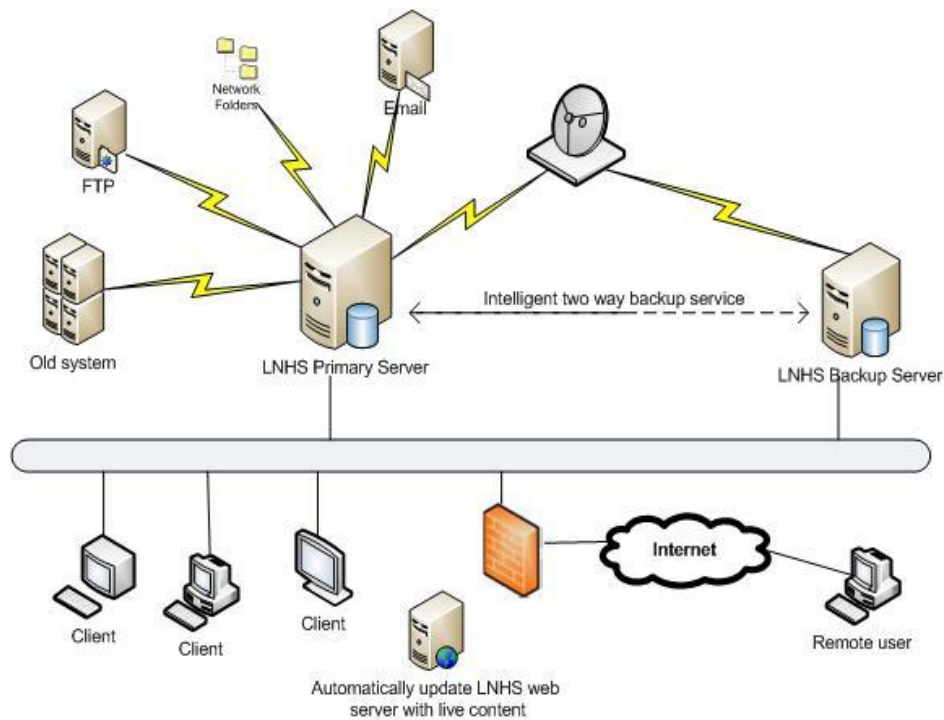 Network
Folders
Email
FTP
Old system
Intelligent two way backup service
LNHS Primary Server
LNHS Backup Server
Client
Client
Client
Internet
Remote user
Automatically update LNHS web
server with live content